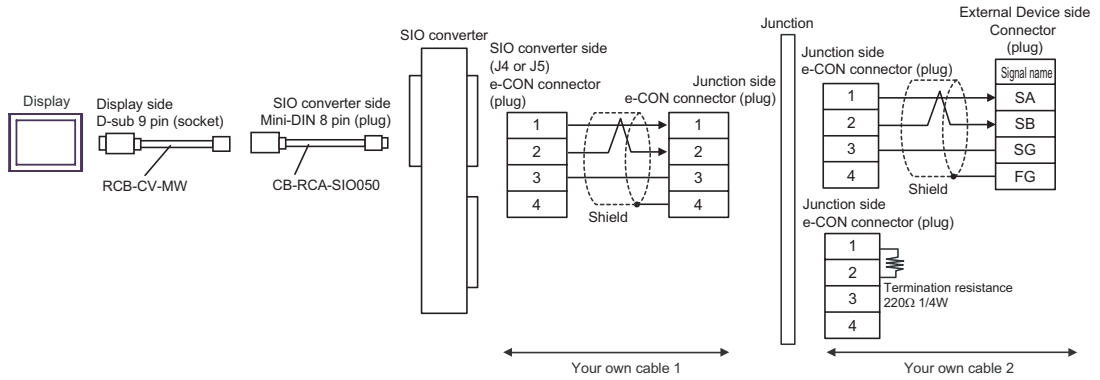 Display
Display side
D-sub 9 pin (socket)
RCB-CV-MW
SIO converter side
Mini-DIN 8 pin (plug)
CB-RCA-SIO050
SIO converter
SIO converter side
(J4 or J5)
e-CON connector
(plug)
1
2
3
4
Shield
Junction side
e-CON connector (plug)
1
2
3
4
Your own cable 1
Junction
Junction side
e-CON connector (plug)
1
2
3
4
Shield
External Device side
Connector
(plug)
Signal name
SA
SB
SG
FG
Junction side
e-CON connector (plug)
1
2
3
4
Termination resistance
220Ω 1/4W
Your own cable 2